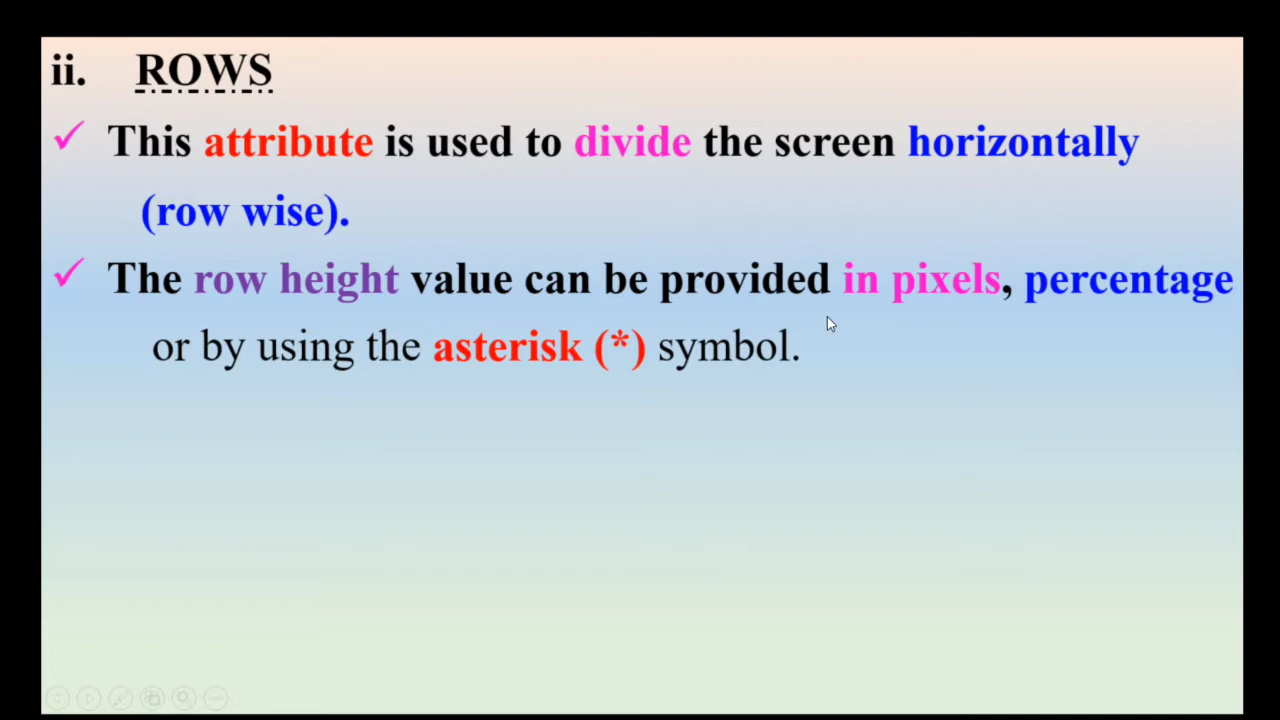 ii. ROWS
✓ This attribute is used to divide the screen horizontally
(row wise).
✓ The row height value can be provided in pixels, percentage
or by using the asterisk (*) symbol.